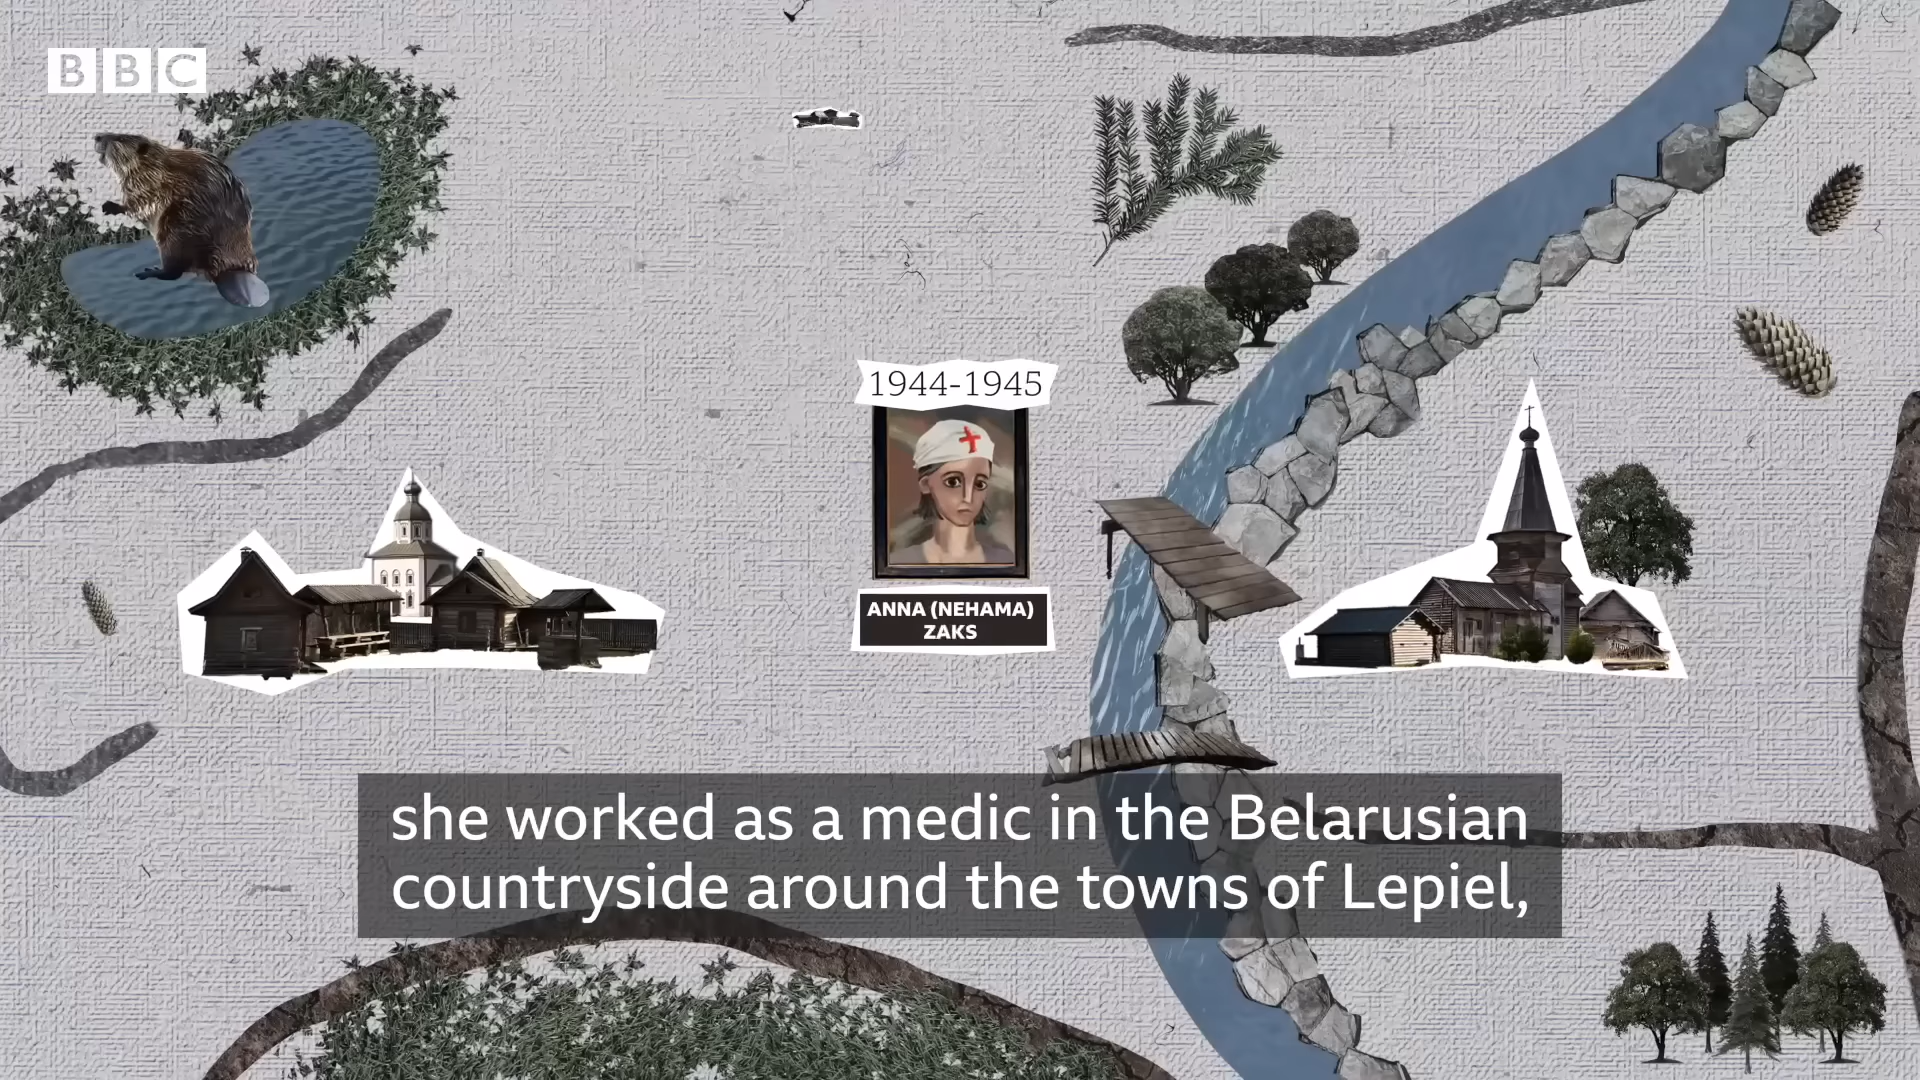 BBC
1944-1945
ANNA (NEHAMA)
ZAKS
she worked as a medic in the Belarusian
countryside around the towns of Lepiel,